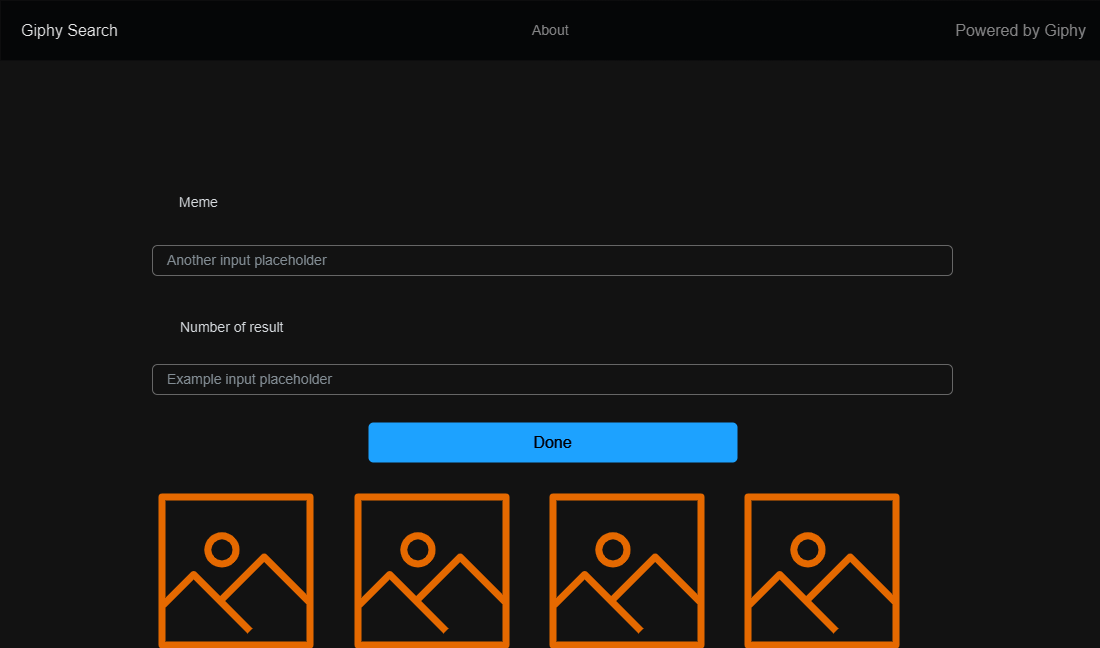 Giphy Search
About
Powered by Giphy
Meme
Another input placeholder
Number of result
Example input placeholder
Done